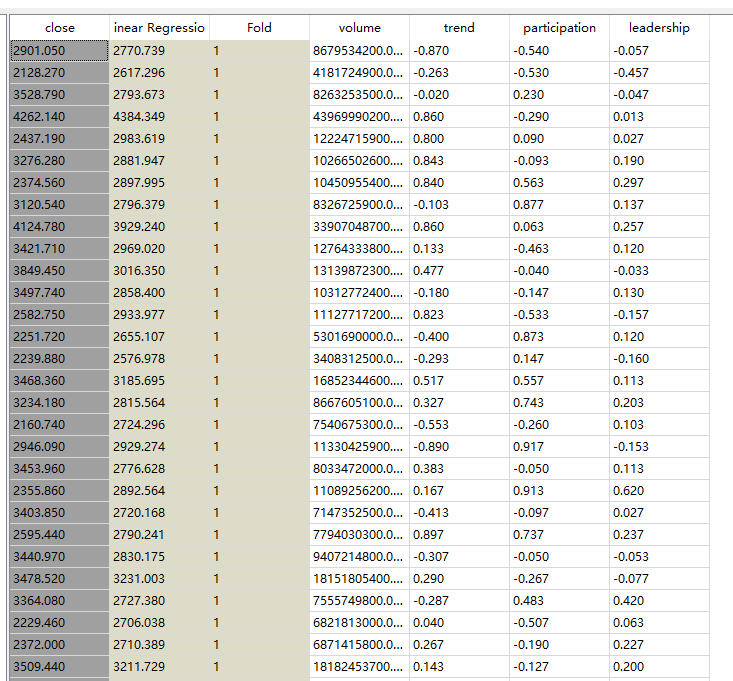 close inear Regressio Fold volume trend participation leadership
2901.050 2770.739 1 8679534200.0... -0.870 -0.540 -0.057
2128.270 2617.296 1 4181724900.0... -0.263 -0.530 -0.457
3528.790 2793.673 1 8263253500.0... -0.020 0.230 -0.047
4262.140 4384.349 1 43969990200.... 0.860 -0.290 0.013
2437.190 2983.619 1 12224715900.... 0.800 0.090 0.027
3276.280 2881.947 1 10266502600.... 0.843 -0.093 0.190
2374.560 2897.995 1 10450955400.... 0.840 0.563 0.297
3120.540 2796.379 1 8326725900.0... -0.103 0.877 0.137
4124.780 3929.240 1 33907048700.... 0.860 0.063 0.257
3421.710 2969.020 1 12764333800.... 0.133 -0.463 0.120
3849.450 3016.350 1 13139872300.... 0.477 -0.040 -0.033
3497.740 2858.400 1 10312772400.... -0.180 -0.147 0.130
2582.750 2933.977 1 11127717200.... 0.823 -0.533 -0.157
2251.720 2655.107 1 5301690000.0... -0.400 0.873 0.120
2239.880 2576.978 1 3408312500.0... -0.293 0.147 -0.160
3468.360 3185.695 1 16852344600.... 0.517 0.557 0.113
3234.180 2815.564 1 8667605100.0... 0.327 0.743 0.203
2160.740 2724.296 1 7540675300.0... -0.553 -0.260 0.103
2946.090 2929.274 1 11330425900.... -0.890 0.917 -0.153
3453.960 2776.628 1 8033472000.0... 0.383 -0.050 0.113
2355.860 2892.564 1 11089256200.... 0.167 0.913 0.620
3403.850 2720.168 1 7147352500.0... -0.413 -0.097 0.027
2595.440 2790.241 1 7794030300.0... 0.897 0.737 0.237
3440.970 2830.175 1 9407214800.0... -0.307 -0.050 -0.053
3478.520 3231.003 1 18151805400.... 0.290 -0.267 -0.077
3364.080 2727.380 1 7555749800.0... -0.287 0.483 0.420
2229.460 2706.038 1 6821813000.0... 0.040 -0.507 0.063
2372.000 2710.389 1 6871415800.0... 0.267 -0.190 0.227
3509.440 3211.729 1 18182453700.... 0.143 -0.127 0.200